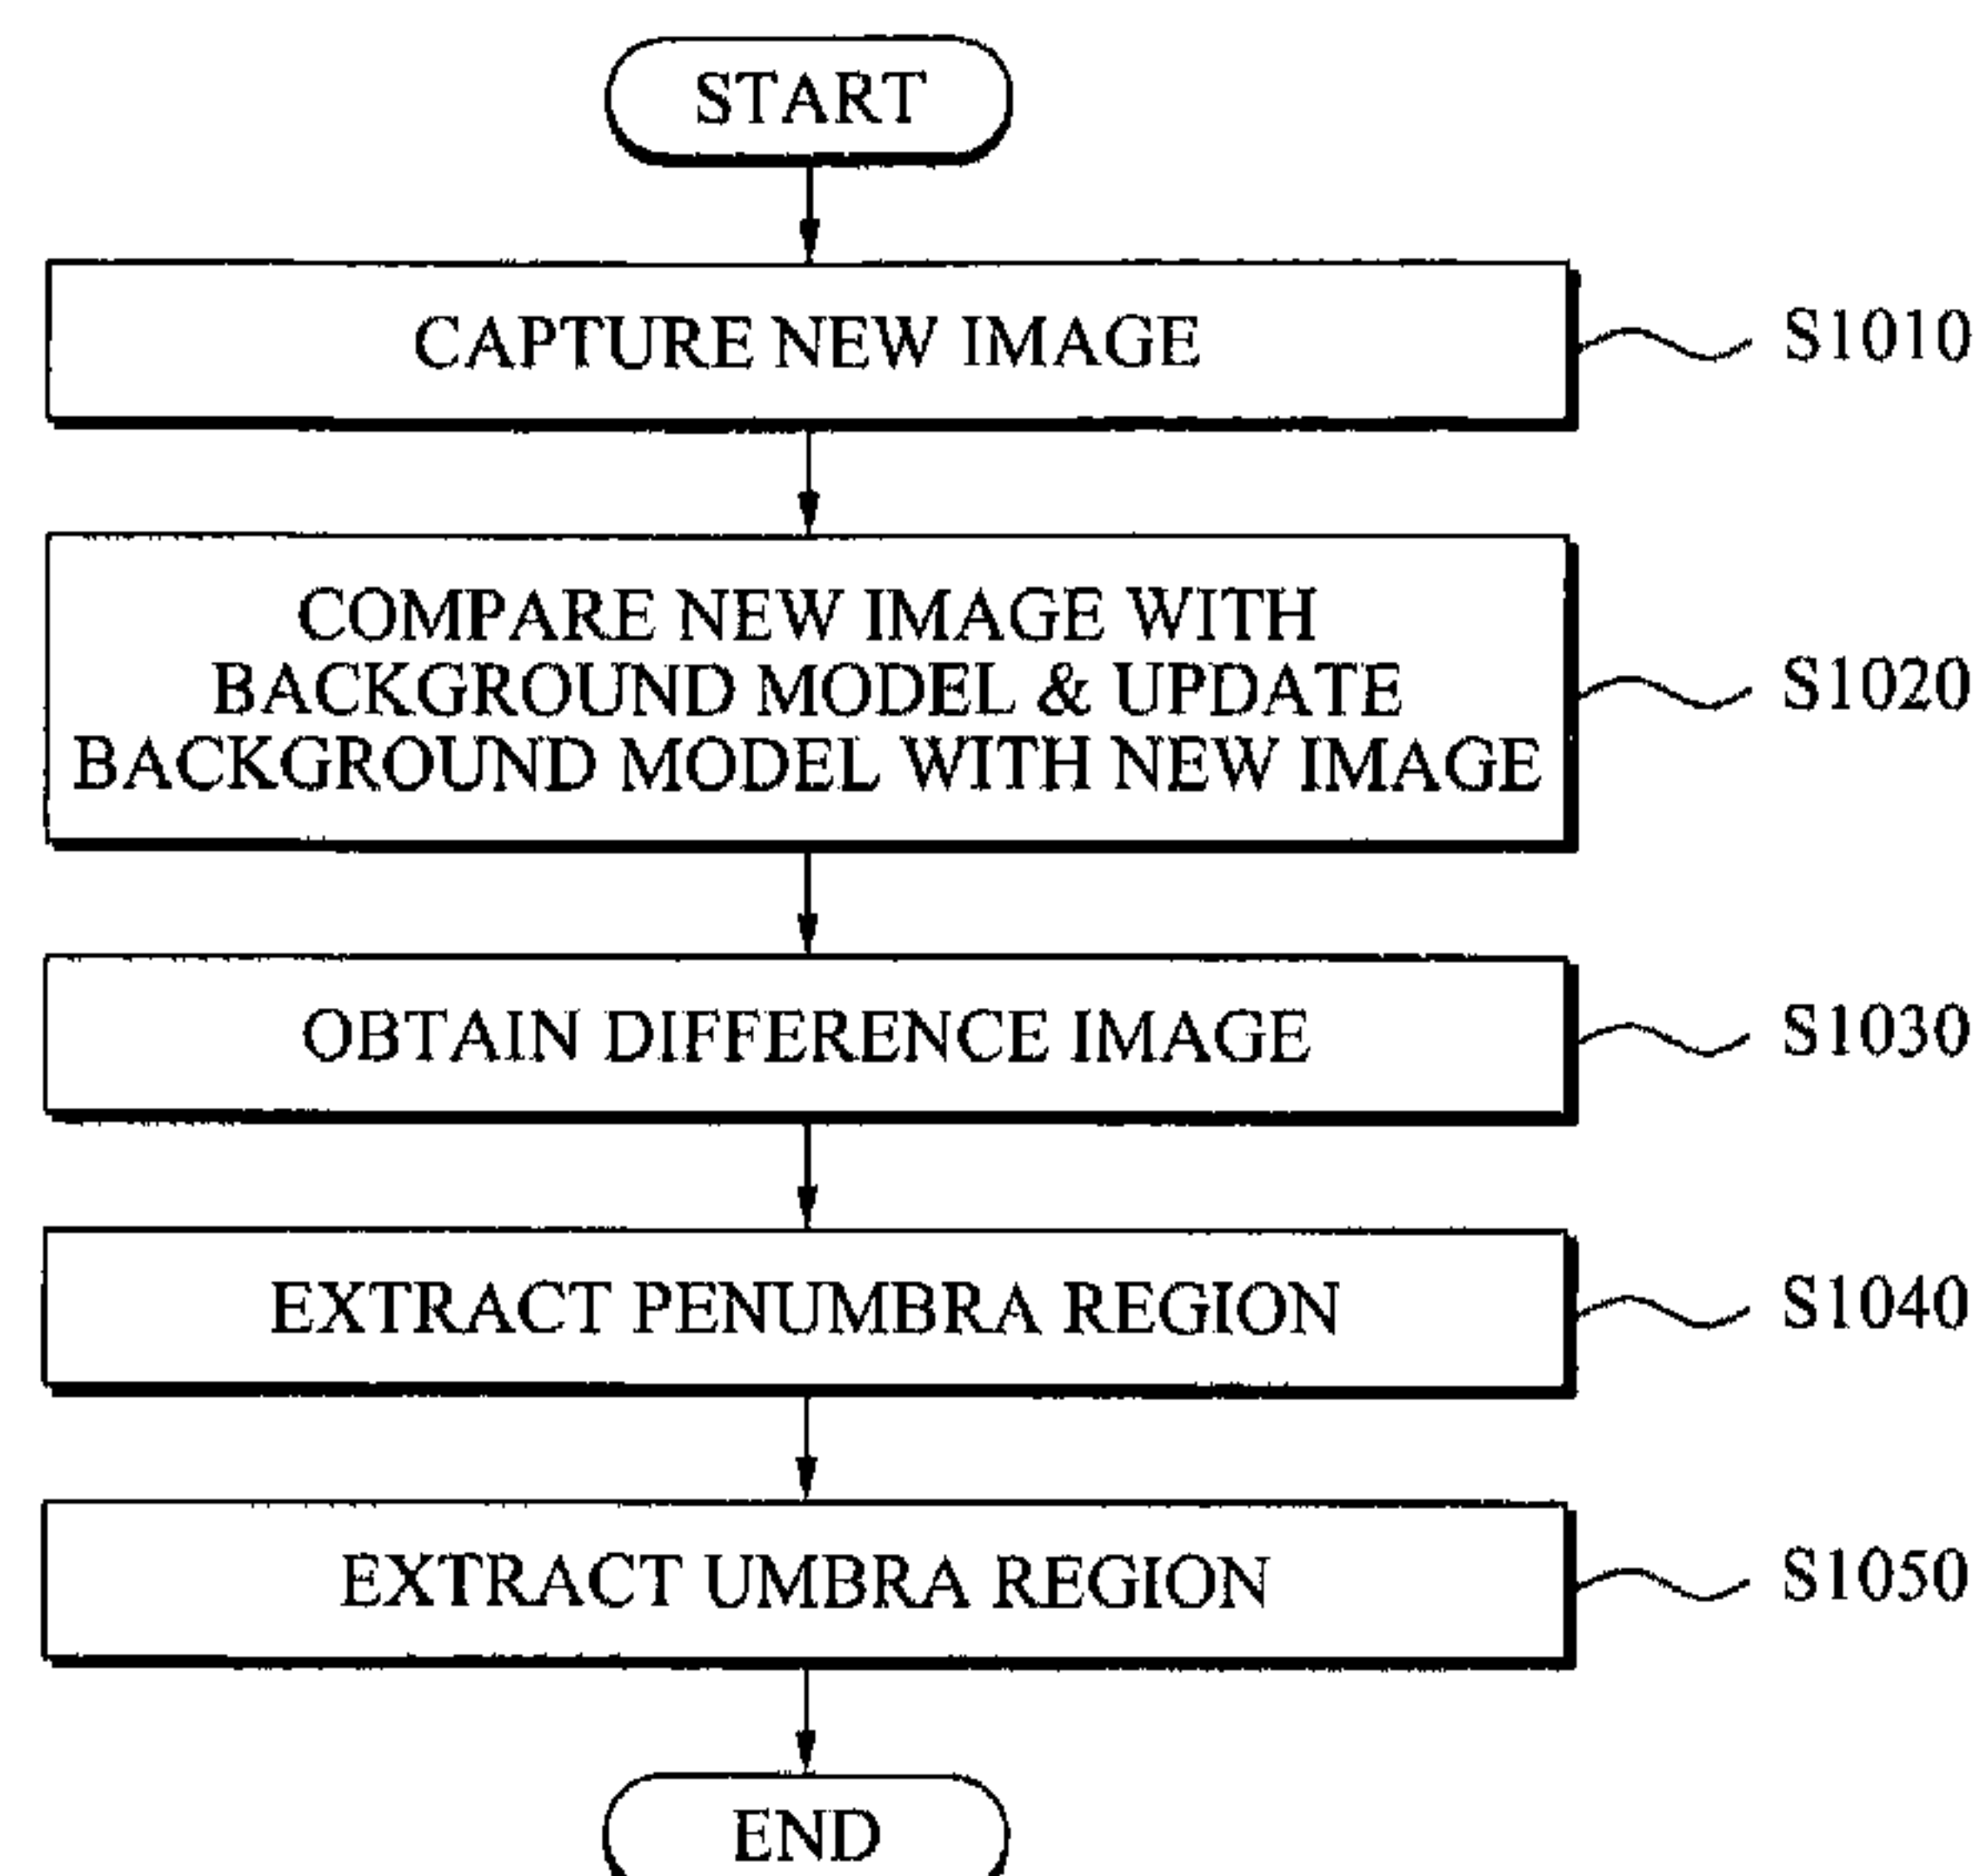 START
CAPTURE NEW IMAGE
S1010
COMPARE NEW IMAGE WITH
BACKGROUND MODEL & UPDATE
BACKGROUND MODEL WITH NEW IMAGE
S1020
OBTAIN DIFFERENCE IMAGE
S1030
EXTRACT PENUMBRA REGION
S1040
EXTRACT UMBRA REGION
S1050
END